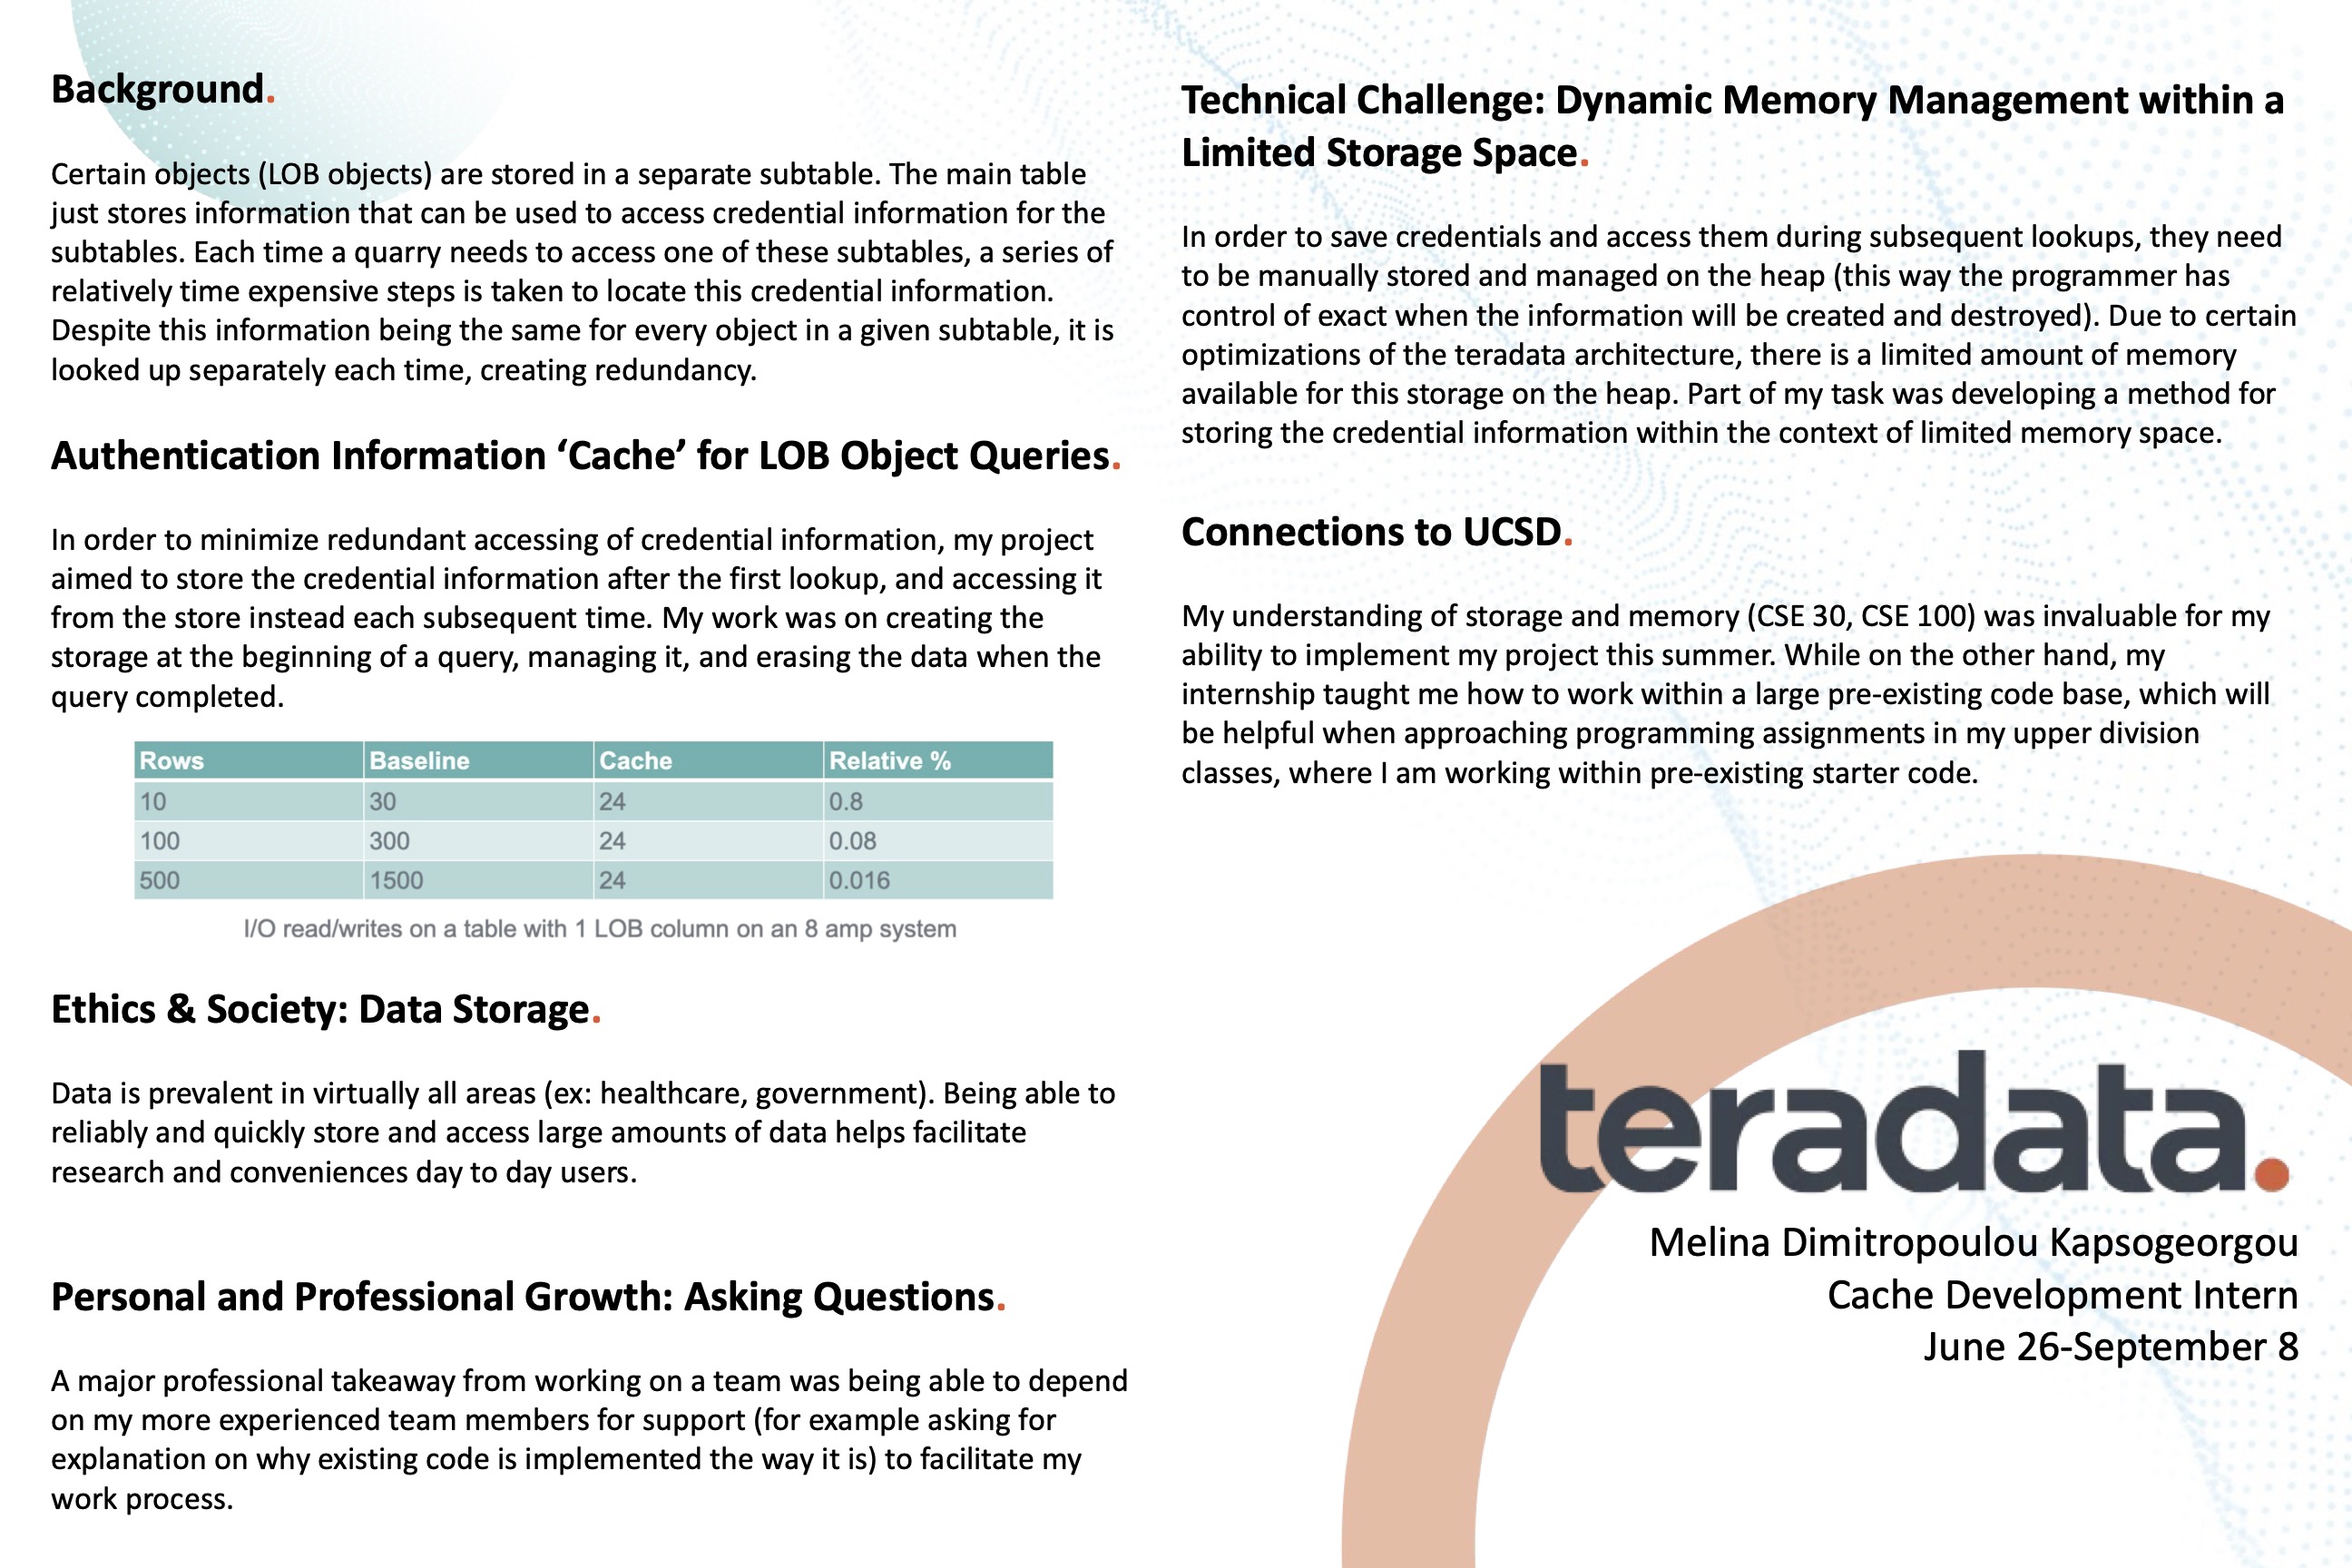 Background.
Certain objects (LOB objects) are stored in a separate subtable. The main table
just stores information that can be used to access credential information for the
subtables. Each time a quarry needs to access one of these subtables, a series of
relatively time expensive steps is taken to locate this credential information.
Despite this information being the same for every object in a given subtable, it is
looked up separately each time, creating redundancy.
Authentication Information ‘Cache’ for LOB Object Queries.
In order to minimize redundant accessing of credential information, my project
aimed to store the credential information after the first lookup, and accessing it
from the store instead each subsequent time. My work was on creating the
storage at the beginning of a query, managing it, and erasing the data when the
query completed.
Rows Baseline Cache Relative %
10 30 24 0.8
100 300 24 0.08
500 1500 24 0.016
I/O read/writes on a table with 1 LOB column on an 8 amp system
Ethics & Society: Data Storage.
Data is prevalent in virtually all areas (ex: healthcare, government). Being able to
reliably and quickly store and access large amounts of data helps facilitate
research and conveniences day to day users.
Personal and Professional Growth: Asking Questions.
A major professional takeaway from working on a team was being able to depend
on my more experienced team members for support (for example asking for
explanation on why existing code is implemented the way it is) to facilitate my
work process.
Technical Challenge: Dynamic Memory Management within a
Limited Storage Space.
In order to save credentials and access them during subsequent lookups, they need
to be manually stored and managed on the heap (this way the programmer has
control of exact when the information will be created and destroyed). Due to certain
optimizations of the teradata architecture, there is a limited amount of memory
available for this storage on the heap. Part of my task was developing a method for
storing the credential information within the context of limited memory space.
Connections to UCSD.
My understanding of storage and memory (CSE 30, CSE 100) was invaluable for my
ability to implement my project this summer. While on the other hand, my
internship taught me how to work within a large pre-existing code base, which will
be helpful when approaching programming assignments in my upper division
classes, where I am working within pre-existing starter code.
teradata.
Melina Dimitropoulou Kapsogeorgou
Cache Development Intern
June 26-September 8